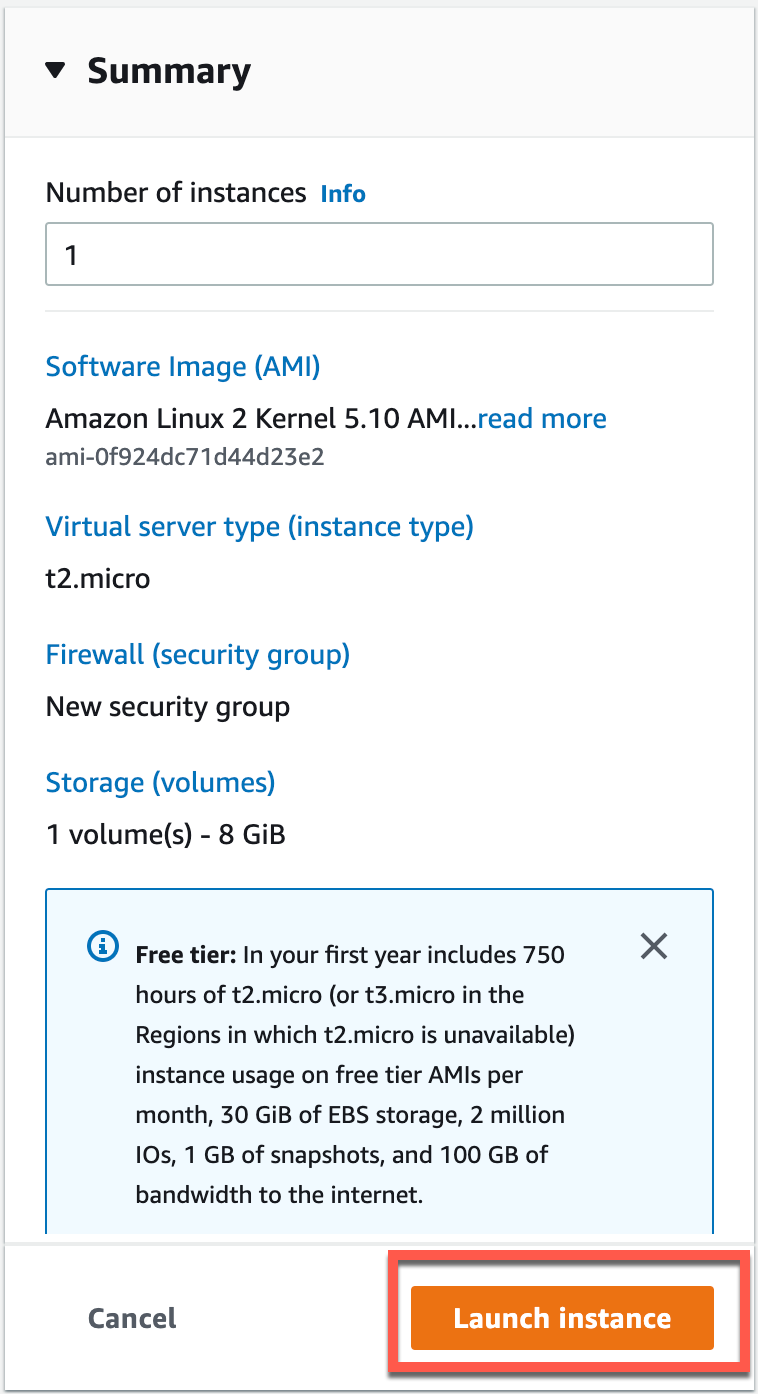 Summary
Number of instances Info
1
Software Image (AMI)
Amazon Linux 2 Kernel 5.10 AMI...read more
ami-0f924dc71d44d23e2
Virtual server type (instance type)
t2.micro
Firewall (security group)
New security group
Storage (volumes)
1 volume(s) - 8 GiB
Free tier: In your first year includes 750
hours of t2.micro (or t3.micro in the
Regions in which t2.micro is unavailable)
instance usage on free tier AMIs per
month, 30 GiB of EBS storage, 2 million
IOs, 1 GB of snapshots, and 100 GB of
bandwidth to the internet.
Cancel Launch instance